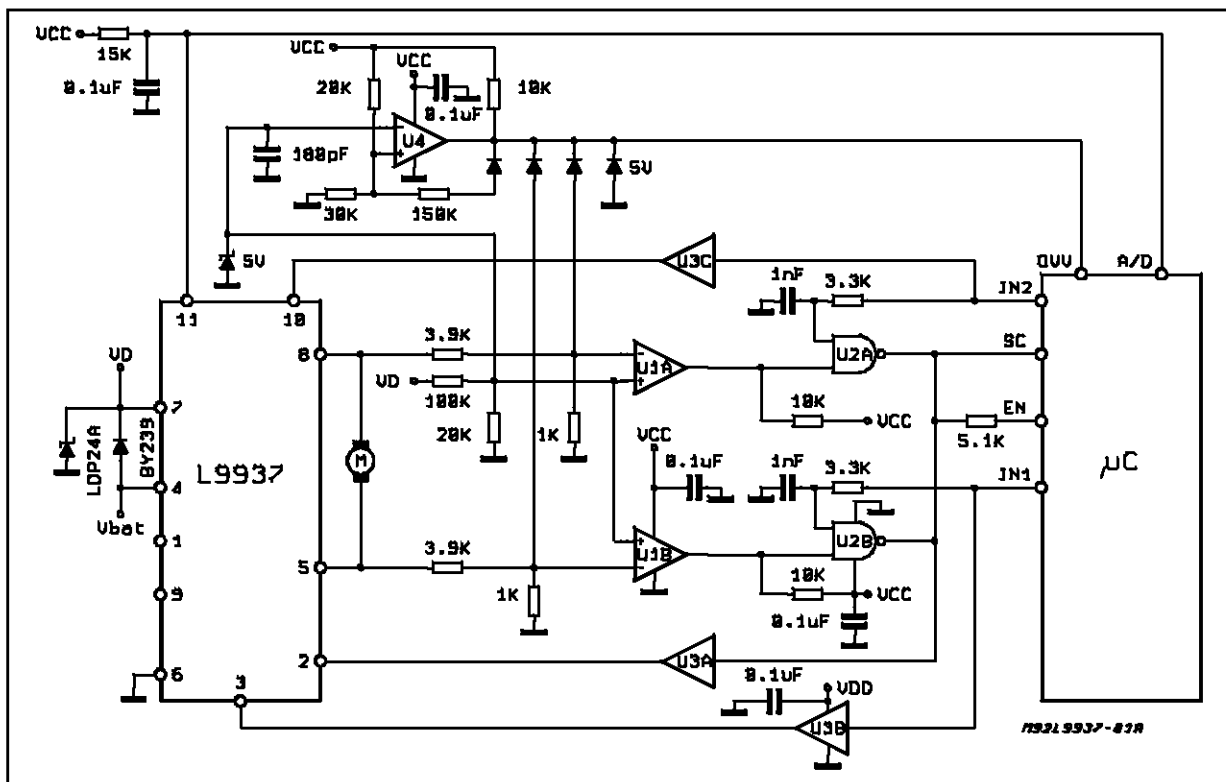 VCC
15K
0.1uF
VCC
VCC
20K
0.1uF
10K
U4
100pF
5V
30K
150K
5V
U3C
OVV
A/D
1nF
3.3K
IN2
11
10
8
3.9K
U1A
U2A
SC
VD
VD
100K
10K
EN
7
20K
1K
VCC
5.1K
LDP24A
BY239
M
VCC
0.1uF
1nF
3.3K
L9937
µC
IN1
4
Vbat
1
3.9K
U1B
U2B
5
10K
9
1K
VCC
0.1uF
2
U3A
6
3
0.1uF
VDD
U3B
M92L9937-01A